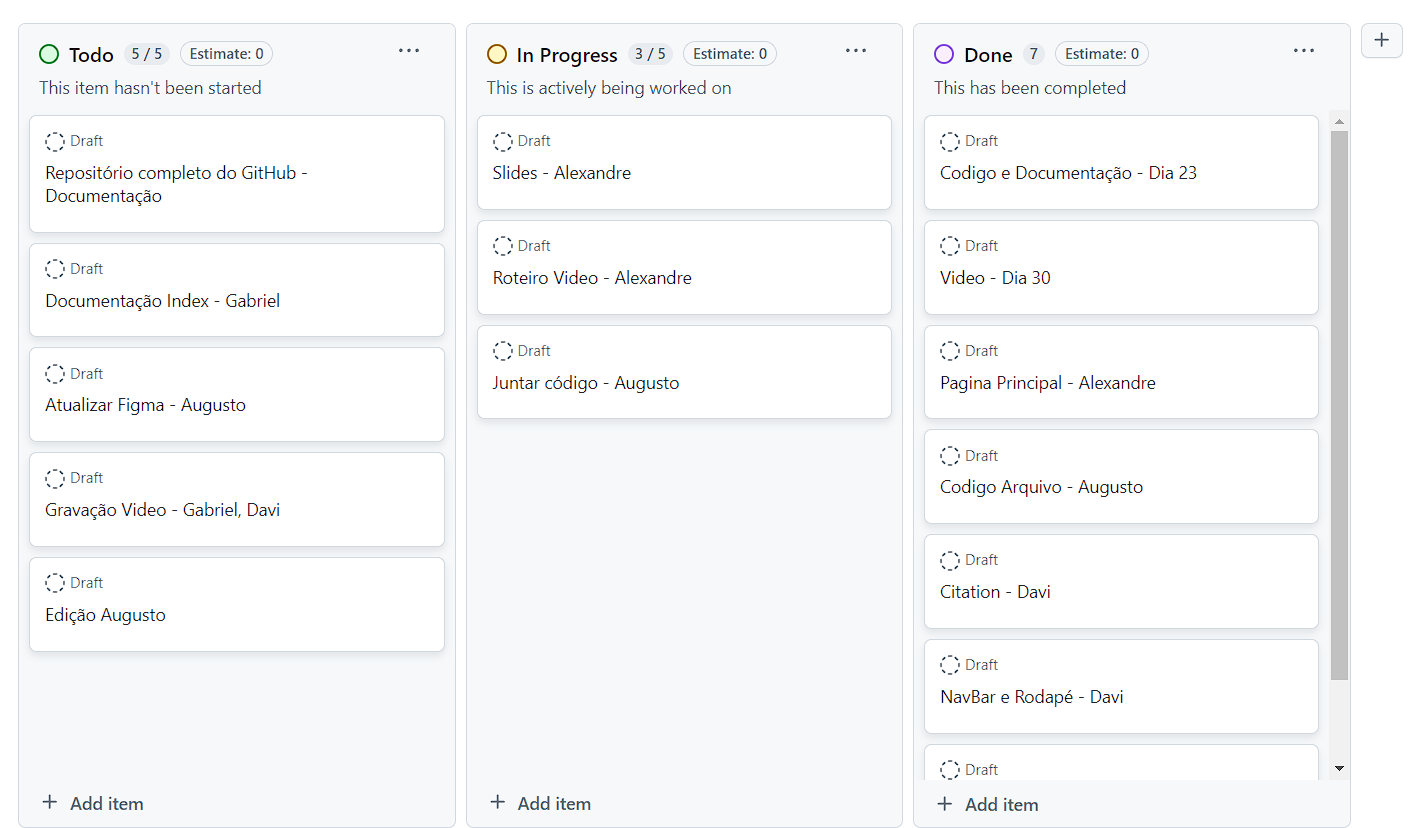 Todo 5 / 5 Estimate: 0
This item hasn't been started
Draft
Repositório completo do GitHub -
Documentação
Draft
Documentação Index - Gabriel
Draft
Atualizar Figma - Augusto
Draft
Gravação Video - Gabriel, Davi
Draft
Edição Augusto
Add item
In Progress 3 / 5 Estimate: 0
This is actively being worked on
Draft
Slides - Alexandre
Draft
Roteiro Video - Alexandre
Draft
Juntar código - Augusto
Add item
Done 7 Estimate: 0
This has been completed
Draft
Codigo e Documentação - Dia 23
Draft
Video - Dia 30
Draft
Pagina Principal - Alexandre
Draft
Codigo Arquivo - Augusto
Draft
Citation - Davi
Draft
NavBar e Rodapé - Davi
Draft
Add item